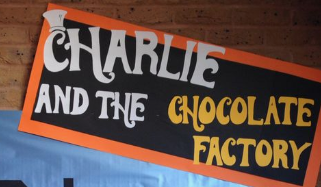 CHARLIE
AND THE CHOCOLATE
FACTORY